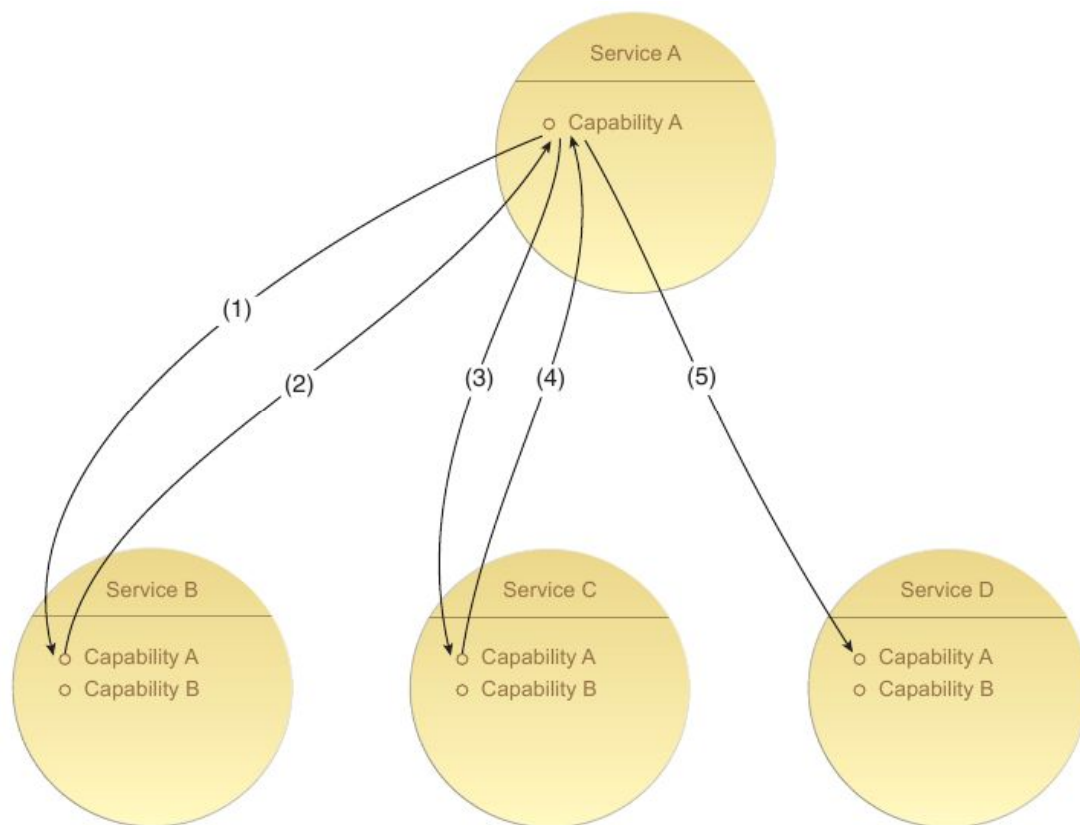 Service A
Capability A
(1)
(2)
(3)
(4)
(5)
Service B
Capability A
Capability B
Service C
Capability A
Capability B
Service D
Capability A
Capability B